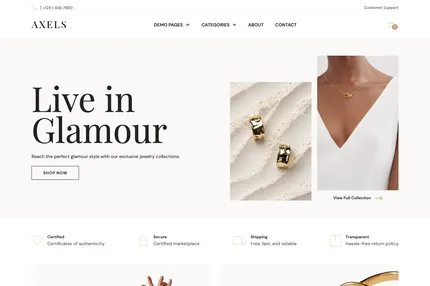 (+123) 456 7890
Customer Support
AXELS
DEMO PAGES
CATEGORIES
ABOUT
CONTACT
Live in
Glamour
Reach the perfect glamour style with our exclusive jewelry collections.
SHOP NOW
View Full Collection
Certified
Certificates of authenticity
Secure
Certified marketplace
Shipping
Free, fast, and reliable
Transparent
Hassle-free return policy